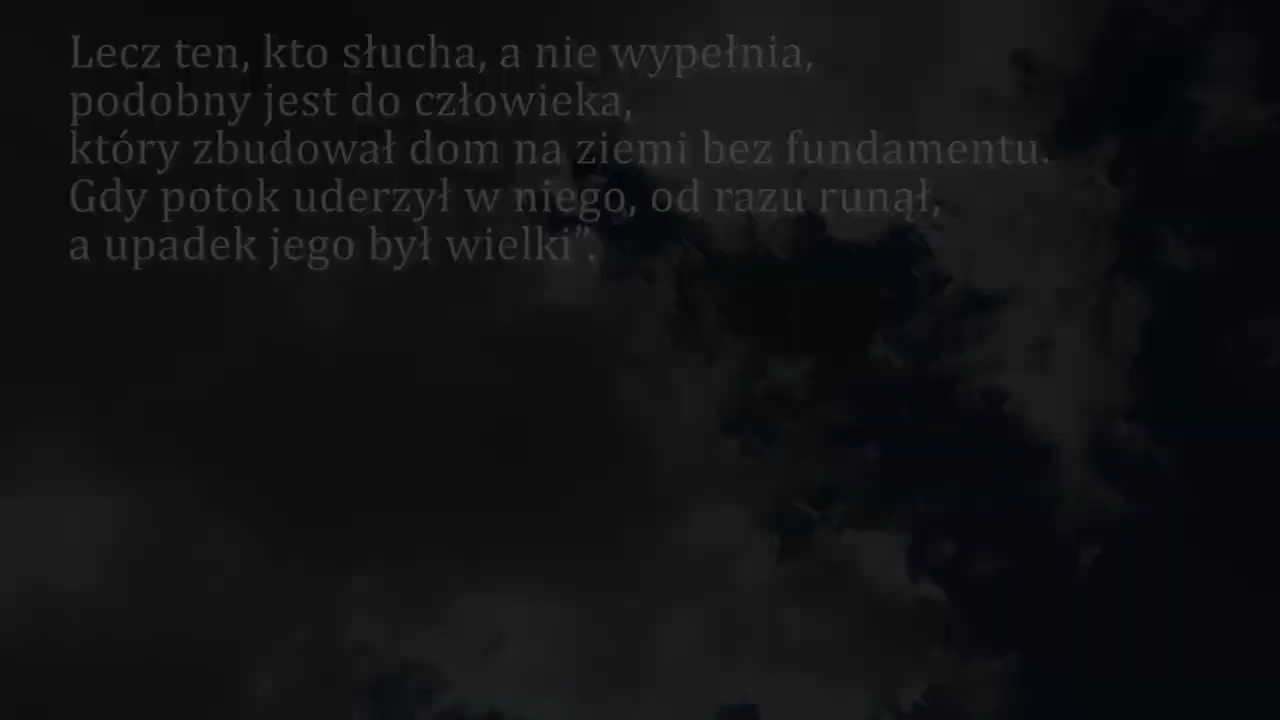 Lecz ten, kto słucha, a nie wypełnia,
podobny jest do człowieka,
który zbudował dom na ziemi bez fundamentu.
Gdy potok uderzył w niego, od razu runął,
a upadek jego był wielki”.